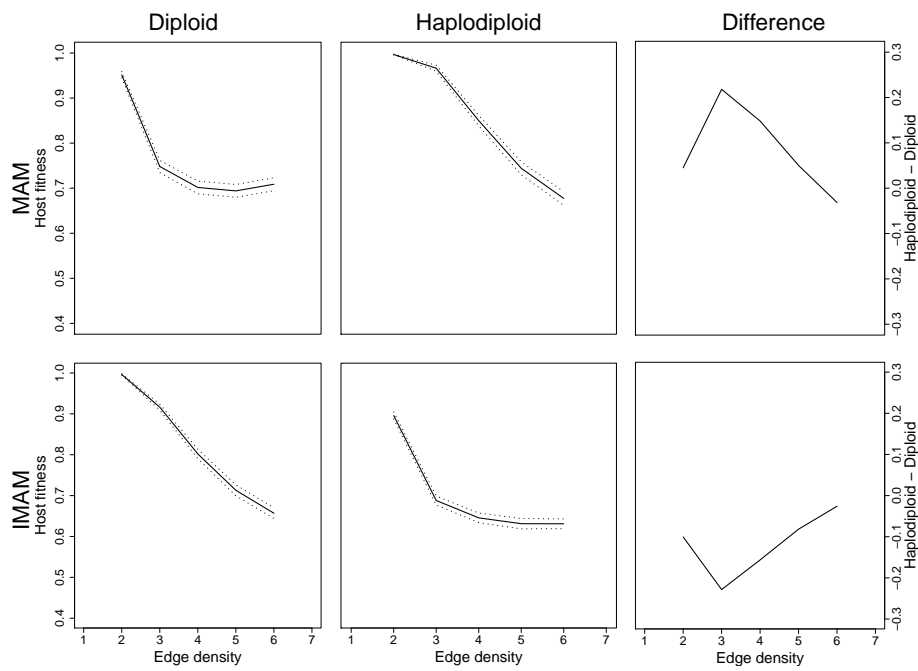 Diploid Haplodiploid Difference
MAM
Host fitness
0.4 0.5 0.6 0.7 0.8 0.9 1.0
−0.3 −0.2 −0.1 0.0 0.1 0.2 0.3
Haplodiploid − Diploid
IMAM
Host fitness
0.4 0.5 0.6 0.7 0.8 0.9 1.0
−0.3 −0.2 −0.1 0.0 0.1 0.2 0.3
Haplodiploid − Diploid
1 2 3 4 5 6 7 1 2 3 4 5 6 7 1 2 3 4 5 6 7
Edge density Edge density Edge density